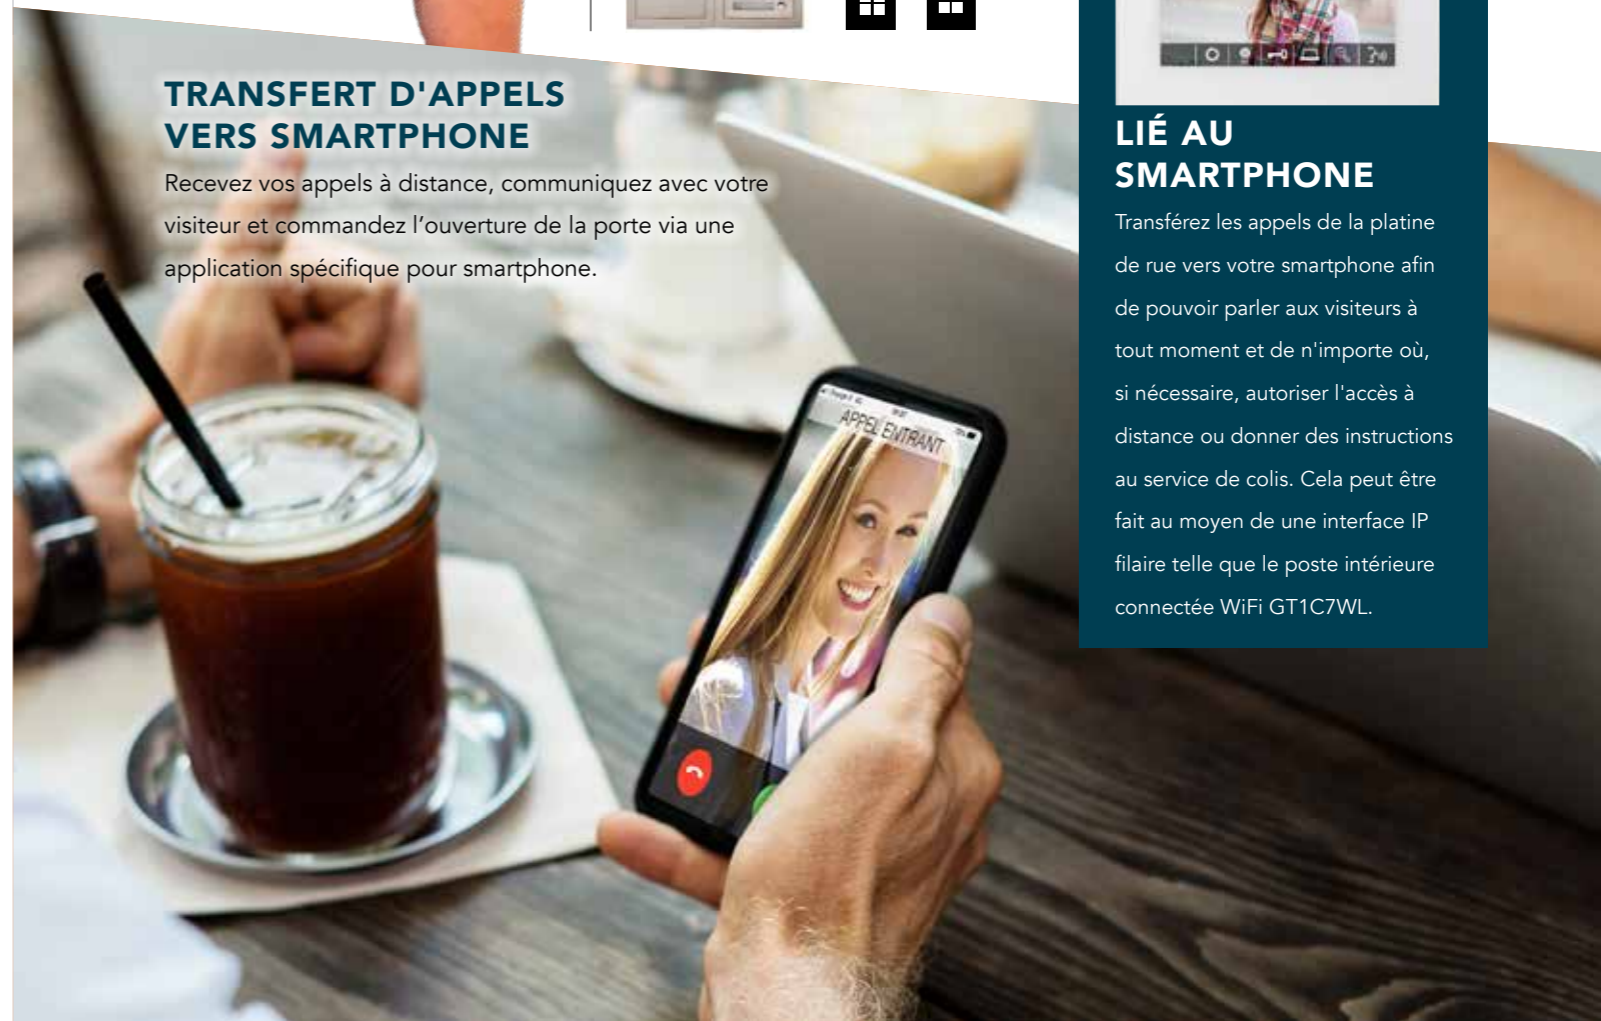 TRANSFERT D'APPELS
VERS SMARTPHONE
Recevez vos appels à distance, communiquez avec votre
visiteur et commandez l'ouverture de la porte via une
application spécifique pour smartphone.
APPEL ENTRANT
LIÉ AU
SMARTPHONE
Transférez les appels de la platine
de rue vers votre smartphone afin
de pouvoir parler aux visiteurs à
tout moment et de n'importe où,
si nécessaire, autoriser l'accès à
distance ou donner des instructions
au service de colis. Cela peut être
fait au moyen de une interface IP
filaire telle que le poste intérieure
connectée WiFi GT1C7WL.